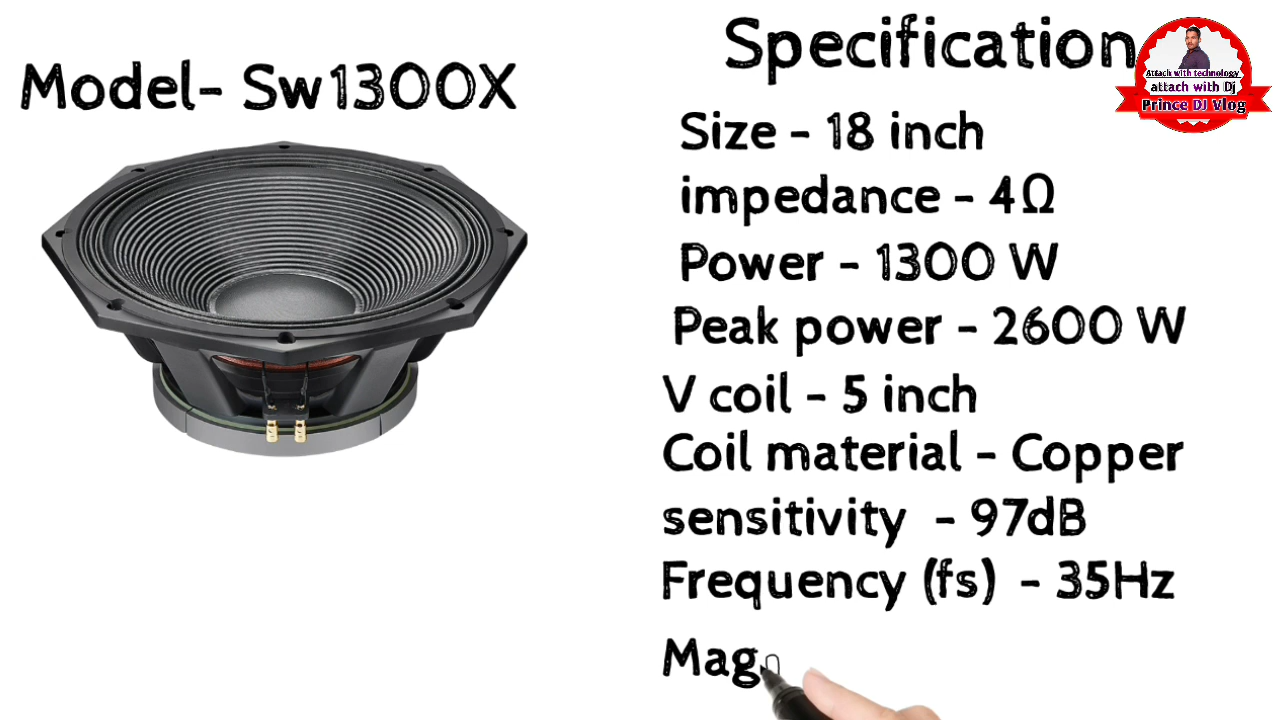 Model- Sw1300X
Specification
Attach with technology
attach with Dj
Prince DJ Vlog
Size - 18 inch
impedance - 4Ω
Power - 1300 W
Peak power - 2600 W
V coil - 5 inch
Coil material - Copper
sensitivity - 97dB
Frequency (fs) - 35Hz
Mag